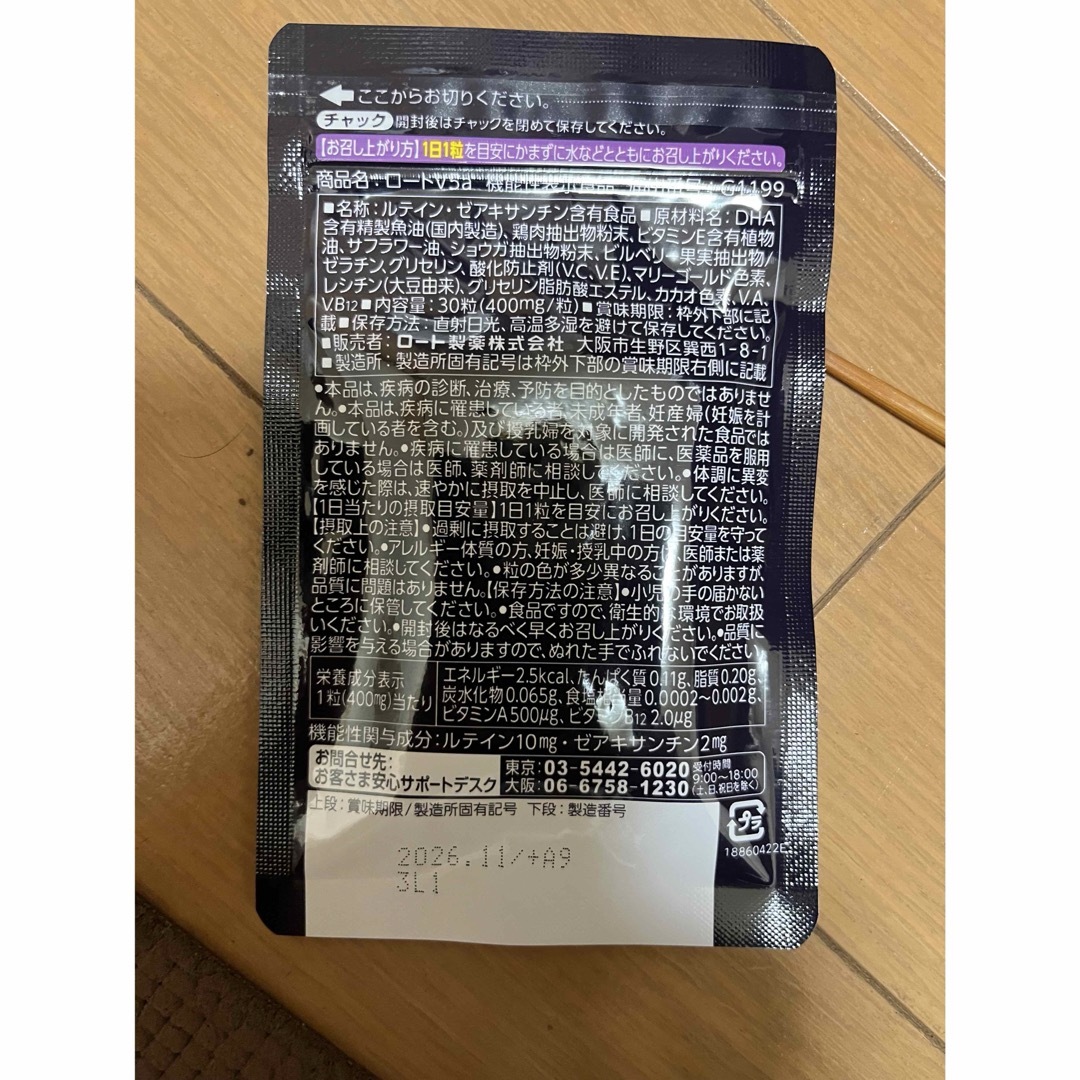 ここからお切りください。
チャック 開封後はチャックを閉めて保存してください。
【お召し上がり方】1日1粒を目安にかまずに水などとともにお召し上がりください。
商品名:ロートV5a 機能性表示食品 G1199
■名称:ルテイン・ゼアキサンチン含有食品■原材料名:DHA
含有精製魚油(国内製造)、鶏肉抽出物粉末、ビタミンE含有植物
油、サフラワー油、ショウガ抽出物粉末、ビルベリー果実抽出物/
ゼラチン、グリセリン、酸化防止剤(V.C、V.E)、マリーゴールド色素、
レシチン(大豆由来)、グリセリン脂肪酸エステル、カカオ色素、V.A、
V.B12■内容量:30粒(400mg/粒)■賞味期限:枠外下部に記
載■保存方法:直射日光、高温多湿を避けて保存してください。
■販売者:ロート製薬株式会社 大阪市生野区巽西1-8-1
■製造所:製造所固有記号は枠外下部の賞味期限右側に記載
●本品は、疾病の診断、治療、予防を目的としたものではありませ
ん。●本品は、疾病に罹患している者、未成年者、妊産婦(妊娠を計
画している者を含む。)及び授乳婦を対象に開発された食品では
ありません。●疾病に罹患している場合は医師に、医薬品を服用
している場合は医師、薬剤師に相談してください。●体調に異変
を感じた際は、速やかに摂取を中止し、医師に相談してください。
【1日当たりの摂取目安量】1日1粒を目安にお召し上がりください。
【摂取上の注意】●過剰に摂取することは避け、1日の目安量を守って
ください。●アレルギー体質の方、妊娠・授乳中の方は、医師または薬
剤師に相談してください。●粒の色が多少異なることがありますが、
品質に問題はありません。【保存方法の注意】●小児の手の届かない
ところに保管してください。●食品ですので、衛生的な環境でお取扱
いください。●開封後はなるべく早くお召し上がりください。●品質に
影響を与える場合がありますので、ぬれた手でふれないでください。
栄養成分表示
1粒(400mg)当たり
エネルギー2.5kcal、たんぱく質0.11g、脂質0.20g、
炭水化物0.065g、食塩相当量0.0002〜0.002g、
ビタミンA500μg、ビタミンB12 2.0μg
機能性関与成分:ルテイン10mg・ゼアキサンチン2mg
お問合せ先:
お客さま安心サポートデスク
東京:03-5442-6020
大阪:06-6758-1230
受付時間
9:00〜18:00
(土、日、祝日を除く)
上段:賞味期限/製造所固有記号 下段:製造番号
プラ
18860422E
2026.11/+A9
3L1